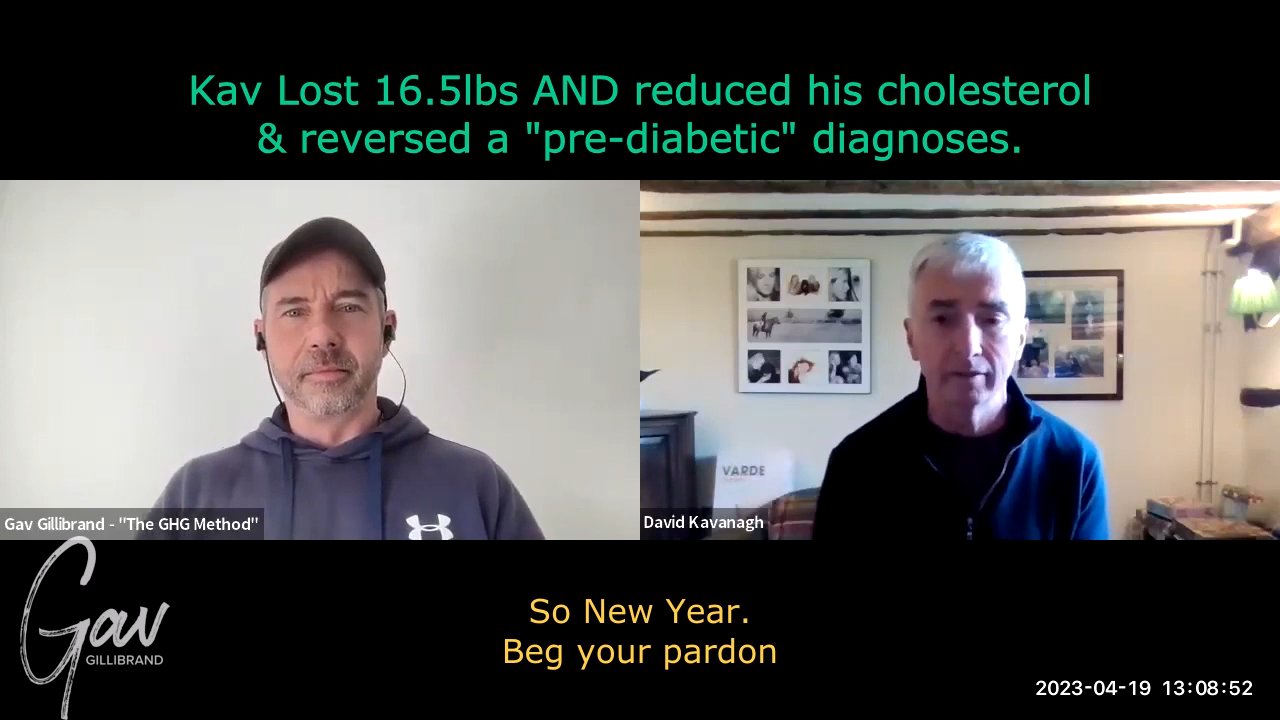 Kav Lost 16.5lbs AND reduced his cholesterol
& reversed a "pre-diabetic" diagnoses.
VARDE
Gav Gillibrand - "The GHG Method"
David Kavanagh
Gav
GILLIBRAND
So New Year.
Beg your pardon
2023-04-19 13:08:52